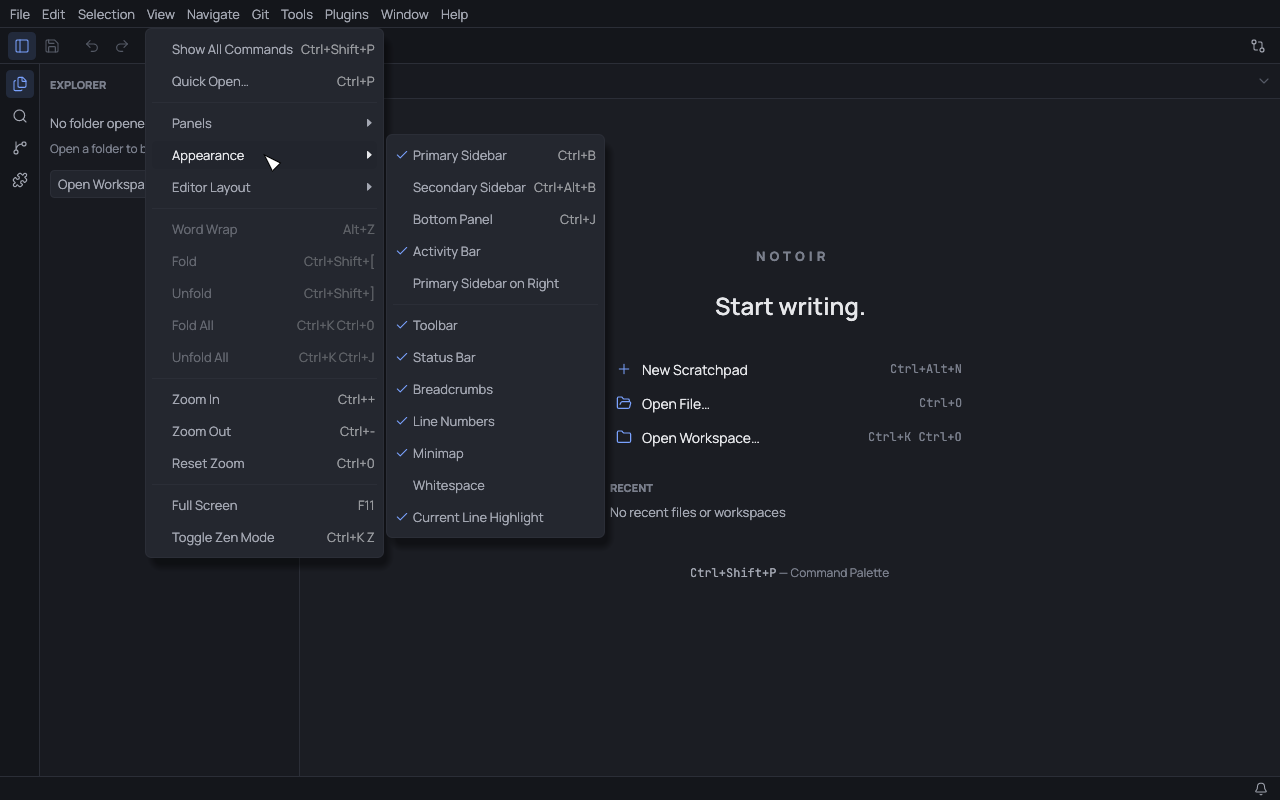 File Edit Selection View Navigate Git Tools Plugins Window Help
EXPLORER
No folder opene
Open a folder to b
Open Workspa
Show All Commands Ctrl+Shift+P
Quick Open... Ctrl+P
Panels
Appearance
Editor Layout
Word Wrap Alt+Z
Fold Ctrl+Shift+[
Unfold Ctrl+Shift+]
Fold All Ctrl+K Ctrl+0
Unfold All Ctrl+K Ctrl+J
Zoom In Ctrl++
Zoom Out Ctrl+-
Reset Zoom Ctrl+0
Full Screen F11
Toggle Zen Mode Ctrl+K Z
Primary Sidebar Ctrl+B
Secondary Sidebar Ctrl+Alt+B
Bottom Panel Ctrl+J
Activity Bar
Primary Sidebar on Right
Toolbar
Status Bar
Breadcrumbs
Line Numbers
Minimap
Whitespace
Current Line Highlight
NOTOIR
Start writing.
New Scratchpad Ctrl+Alt+N
Open File... Ctrl+O
Open Workspace... Ctrl+K Ctrl+O
RECENT
No recent files or workspaces
Ctrl+Shift+P — Command Palette